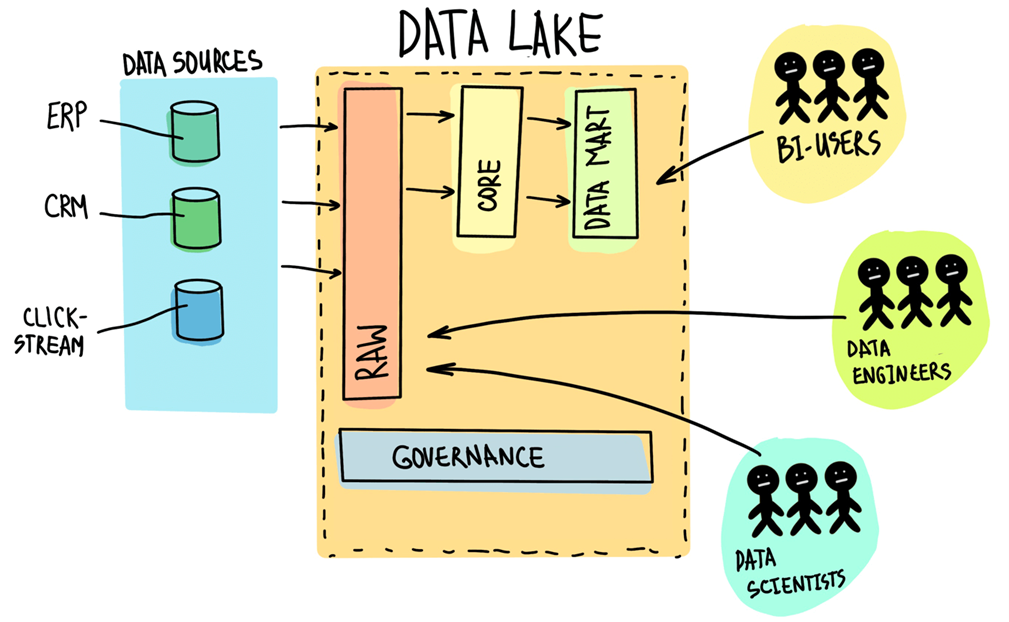 DATA LAKE
DATA SOURCES
ERP
CRM
CLICK-
STREAM
RAW
CORE
DATA MART
GOVERNANCE
BI-USERS
DATA
ENGINEERS
DATA
SCIENTISTS